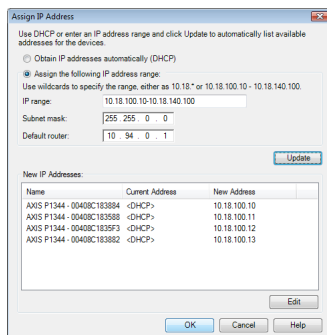 Assign IP Address
Use DHCP or enter an IP address range and click Update to automatically list available
addresses for the devices.
Obtain IP addresses automatically (DHCP)
Assign the following IP address range:
Use wildcards to specify the range, either as 10.18.* or 10.18.100.10 - 10.18.140.100
IP range: 10.18.100.10-10.18.140.100
Subnet mask: 255 . 255 . 0 . 0
Default router: 10 . 94 . 0 . 1
Update
New IP Addresses:
Name Current Address New Address
AXIS P1344 - 00408C183884 <DHCP> 10.18.100.10
AXIS P1344 - 00408C183588 <DHCP> 10.18.100.11
AXIS P1344 - 00408C1835F3 <DHCP> 10.18.100.12
AXIS P1344 - 00408C183882 <DHCP> 10.18.100.13
Edit
OK Cancel Help